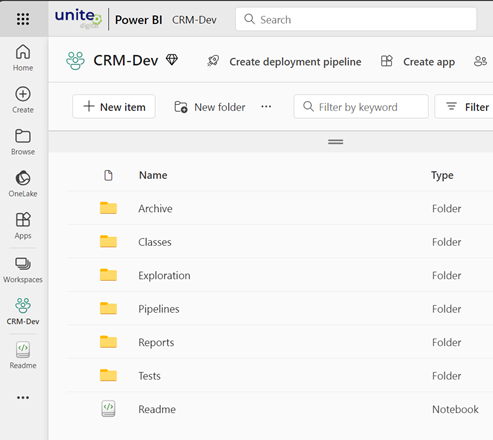 unite digital Power BI CRM-Dev Search
CRM-Dev Create deployment pipeline Create app
New item New folder ... Filter by keyword Filter
Home
Create
Browse
OneLake
Apps
Workspaces
CRM-Dev
Readme
...
Name Type
Archive Folder
Classes Folder
Exploration Folder
Pipelines Folder
Reports Folder
Tests Folder
Readme Notebook